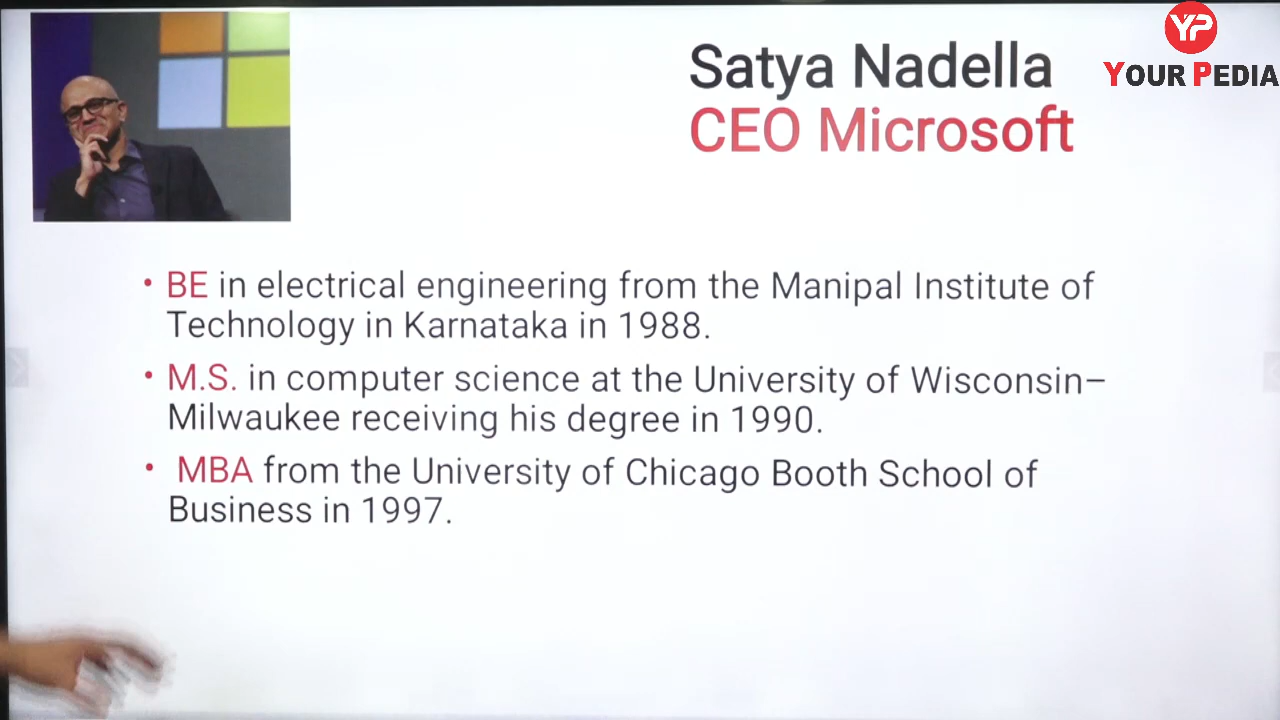 Satya Nadella
CEO Microsoft
YP
YOUR PEDIA
• BE in electrical engineering from the Manipal Institute of
Technology in Karnataka in 1988.
• M.S. in computer science at the University of Wisconsin–
Milwaukee receiving his degree in 1990.
• MBA from the University of Chicago Booth School of
Business in 1997.